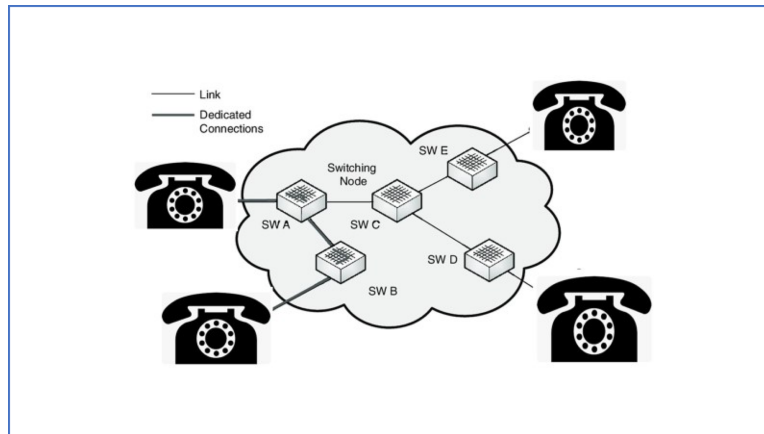 Link
Dedicated
Connections
SW E
Switching
Node
SW A
SW C
SW D
SW B